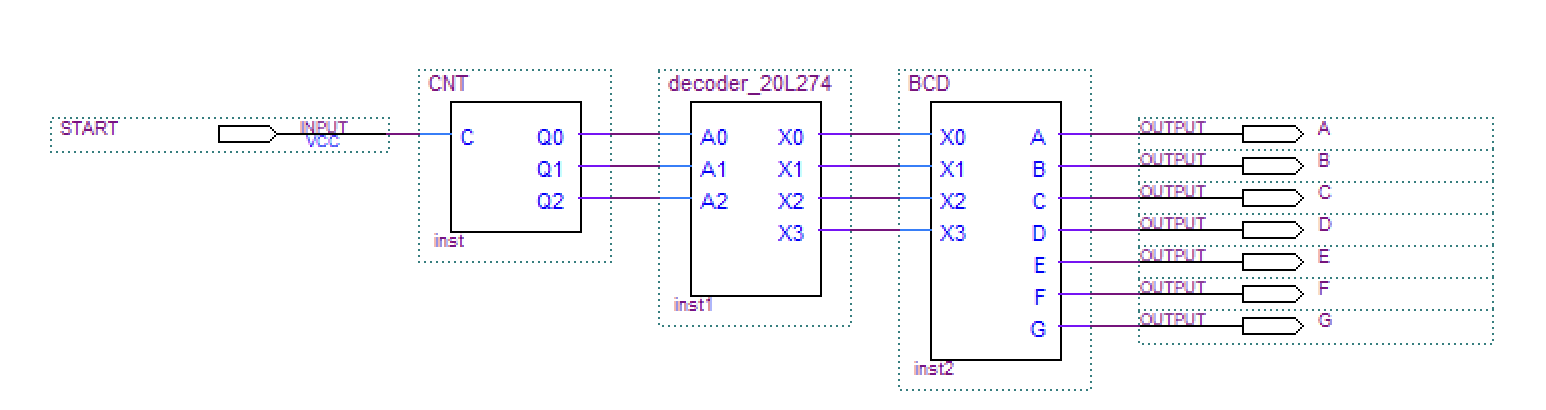 CNT
decoder_20L274
BCD
START
INPUT
VCC
C
Q0
Q1
Q2
inst
A0
A1
A2
X0
X1
X2
X3
inst1
X0
X1
X2
X3
A
B
C
D
E
F
G
inst2
OUTPUT A
OUTPUT B
OUTPUT C
OUTPUT D
OUTPUT E
OUTPUT F
OUTPUT G